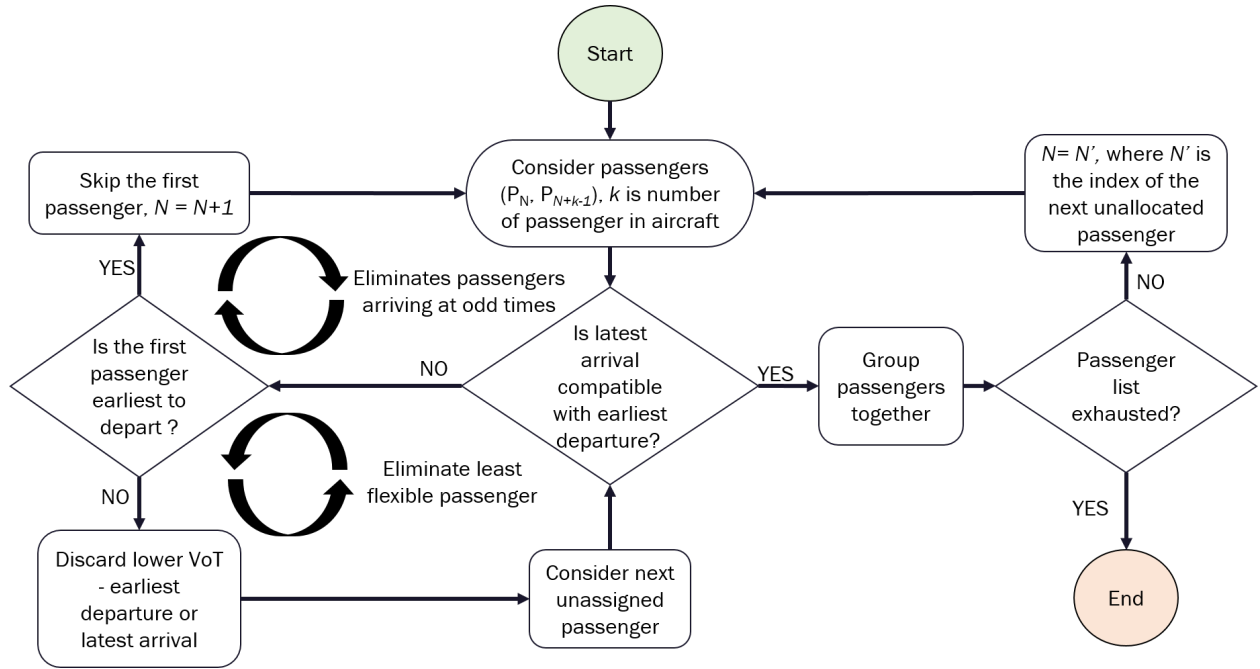 Start
Consider passengers
(P_N, P_{N+k-1}), k is number
of passenger in aircraft
Skip the first
passenger, N = N+1
N= N’, where N’ is
the index of the
next unallocated
passenger
YES
Eliminates passengers
arriving at odd times
NO
Is the first
passenger
earliest to
depart ?
NO
Is latest
arrival
compatible
with earliest
departure?
YES
Group
passengers
together
Passenger
list
exhausted?
Eliminate least
flexible passenger
NO
YES
Discard lower VoT
- earliest
departure or
latest arrival
Consider next
unassigned
passenger
End